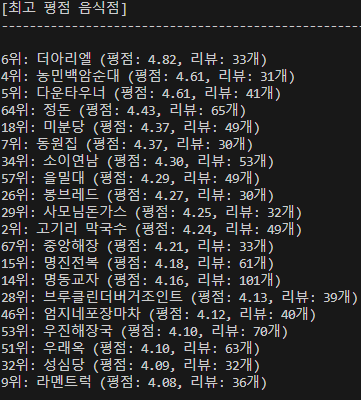 [최고 평점 음식점]
--------------------------------------------------
6위: 더아리엘 (평점: 4.82, 리뷰: 33개)
4위: 농민백암순대 (평점: 4.61, 리뷰: 31개)
5위: 다운타우너 (평점: 4.61, 리뷰: 41개)
64위: 정돈 (평점: 4.43, 리뷰: 65개)
18위: 미분당 (평점: 4.37, 리뷰: 49개)
7위: 동원집 (평점: 4.37, 리뷰: 30개)
34위: 소이연남 (평점: 4.30, 리뷰: 53개)
57위: 을밀대 (평점: 4.29, 리뷰: 49개)
26위: 봉브레드 (평점: 4.27, 리뷰: 30개)
29위: 사모님돈가스 (평점: 4.25, 리뷰: 32개)
2위: 고기리 막국수 (평점: 4.24, 리뷰: 49개)
67위: 중앙해장 (평점: 4.21, 리뷰: 33개)
15위: 명진전복 (평점: 4.18, 리뷰: 61개)
14위: 명동교자 (평점: 4.16, 리뷰: 101개)
28위: 브루클린더버거조인트 (평점: 4.13, 리뷰: 39개)
46위: 엄지네포장마차 (평점: 4.12, 리뷰: 40개)
53위: 우진해장국 (평점: 4.10, 리뷰: 70개)
51위: 우래옥 (평점: 4.10, 리뷰: 63개)
32위: 성심당 (평점: 4.09, 리뷰: 32개)
9위: 라멘트럭 (평점: 4.08, 리뷰: 36개)